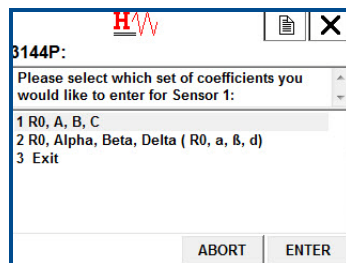 H
3144P:
Please select which set of coefficients you
would like to enter for Sensor 1:
1 R0, A, B, C
2 R0, Alpha, Beta, Delta ( R0, a, ß, d)
3 Exit
ABORT
ENTER